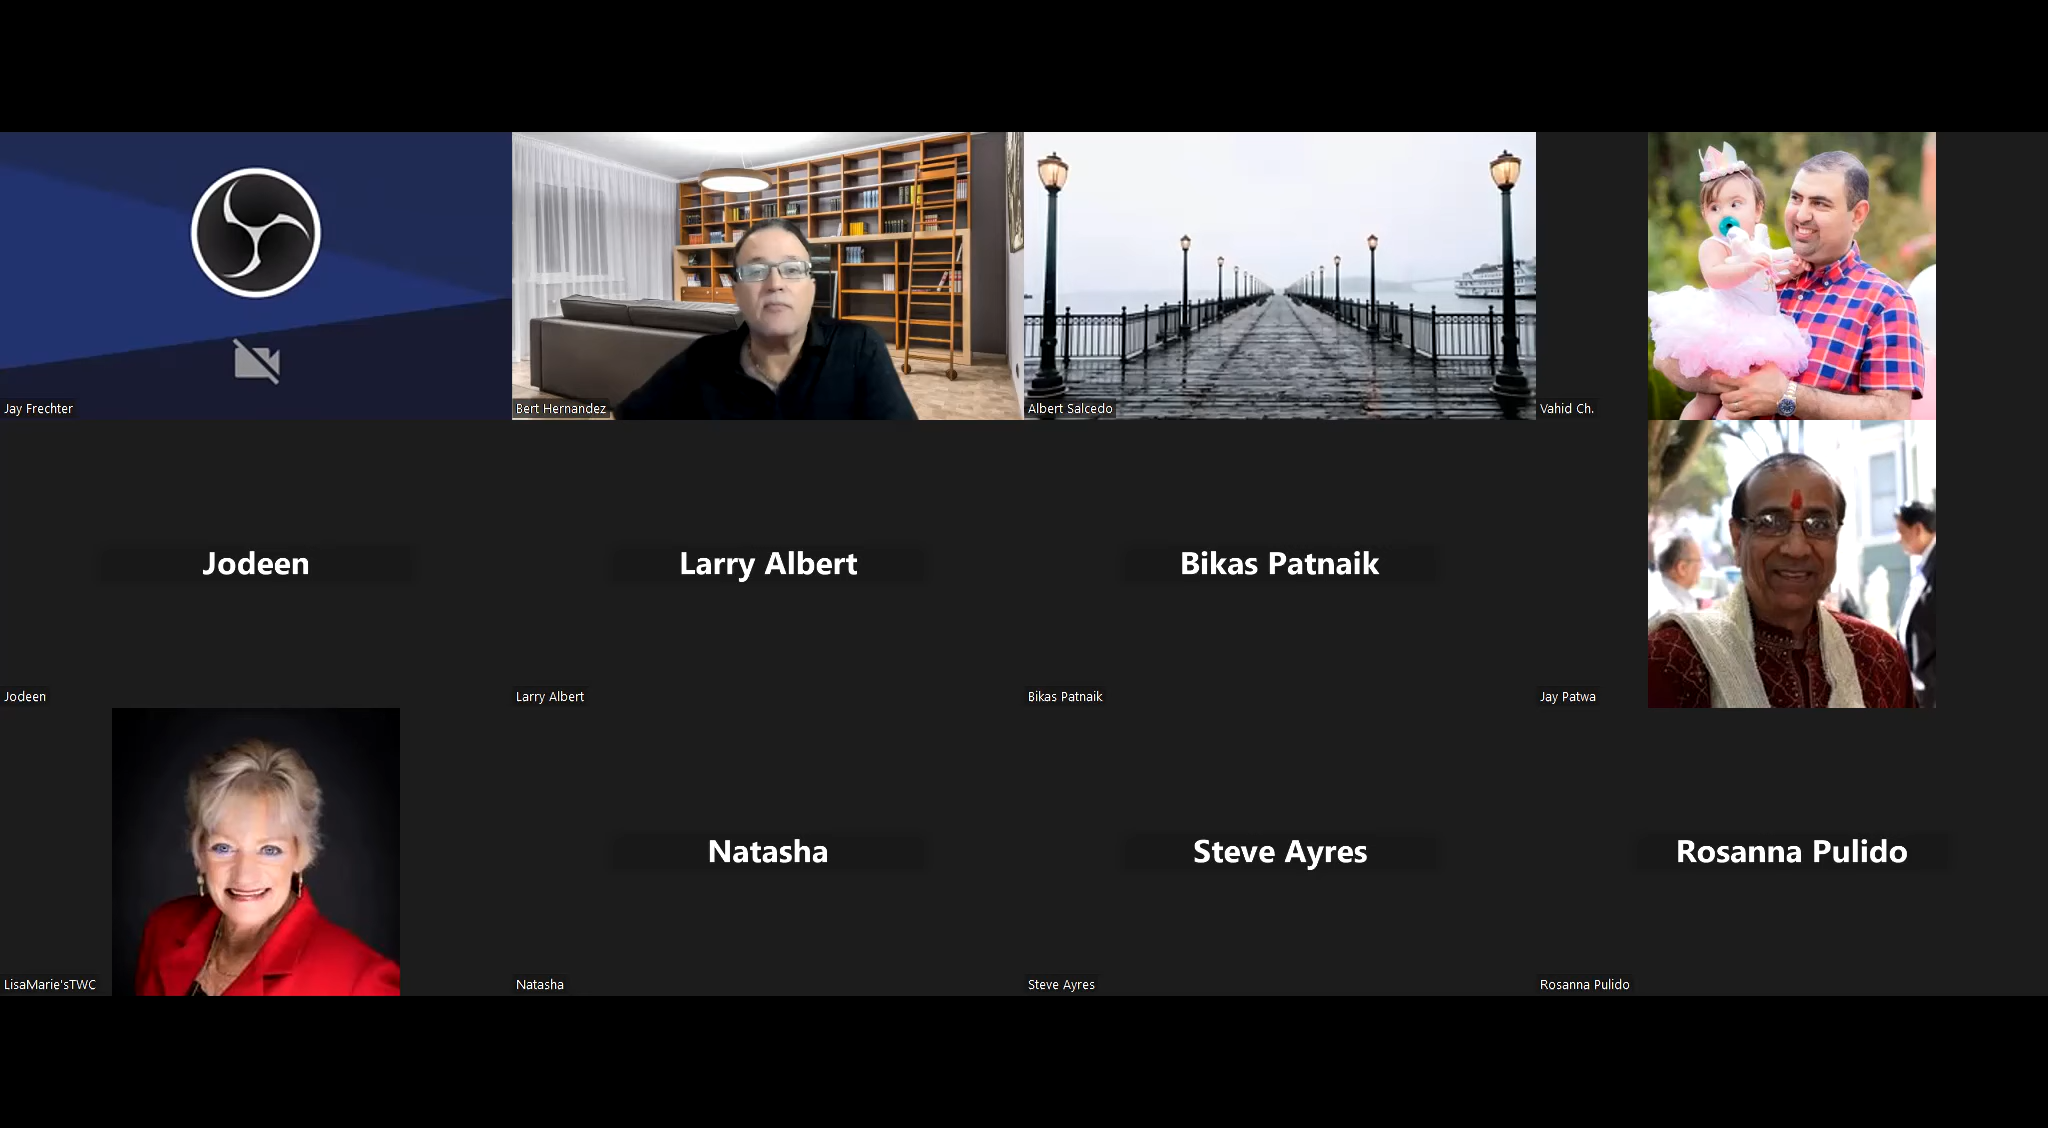 Jay Frechter
Bert Hernandez
Albert Salcedo
Vahid Ch.
Jodeen
Larry Albert
Bikas Patnaik
Jodeen
Larry Albert
Bikas Patnaik
Jay Patwa
Natasha
Steve Ayres
Rosanna Pulido
LisaMarie'sTWC
Natasha
Steve Ayres
Rosanna Pulido